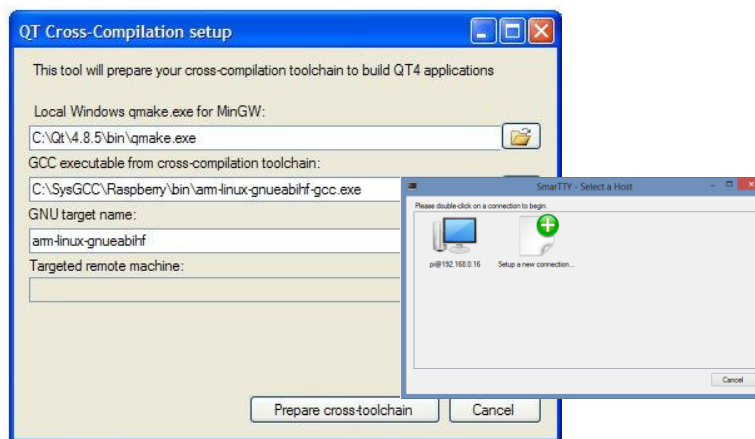 QT Cross-Compilation setup
This tool will prepare your cross-compilation toolchain to build QT4 applications
Local Windows qmake.exe for MinGW:
C:\Qt\4.8.5\bin\qmake.exe
GCC executable from cross-compilation toolchain:
C:\SysGCC\Raspberry\bin\arm-linux-gnueabihf-gcc.exe
GNU target name:
arm-linux-gnueabihf
Targeted remote machine:
Prepare cross-toolchain
Cancel
SmarTTY - Select a Host
Please double-click on a connection to begin.
pi@192.168.0.16
Setup a new connection...
Cancel